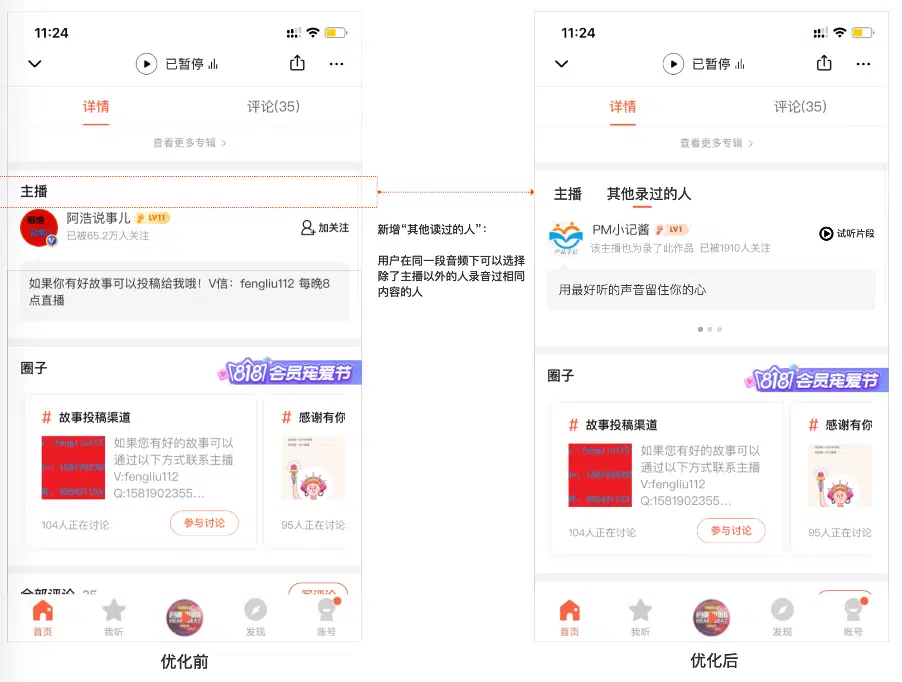 11:24
已暂停
详情
评论(35)
查看更多专辑 >
主播
阿浩说事儿 LV11
已被65.2万人关注
加关注
如果你有好故事可以投稿给我哦！V信：fengliu112 每晚8
点直播
圈子
818 会员宠爱节
# 故事投稿渠道
如果您有好的故事可以
通过以下方式联系主播
V:fengliu112
Q:1581902355...
104人正在讨论
参与讨论
# 感谢有你
95人正在讨论
全部评论 35
写评论
首页
我听
发现
账号
优化前
新增“其他读过的人”：
用户在同一段音频下可以选择
除了主播以外的人录音过相同
内容的人
11:24
已暂停
详情
评论(35)
查看更多专辑 >
主播
其他录过的人
PM小记酱 LV1
该主播也为录了此作品 已被1910人关注
试听片段
用最好听的声音留住你的心
圈子
818 会员宠爱节
# 故事投稿渠道
如果您有好的故事可以
通过以下方式联系主播
V:fengliu112
Q:1581902355...
104人正在讨论
参与讨论
# 感谢有你
95人正在讨论
首页
我听
发现
账号
优化后